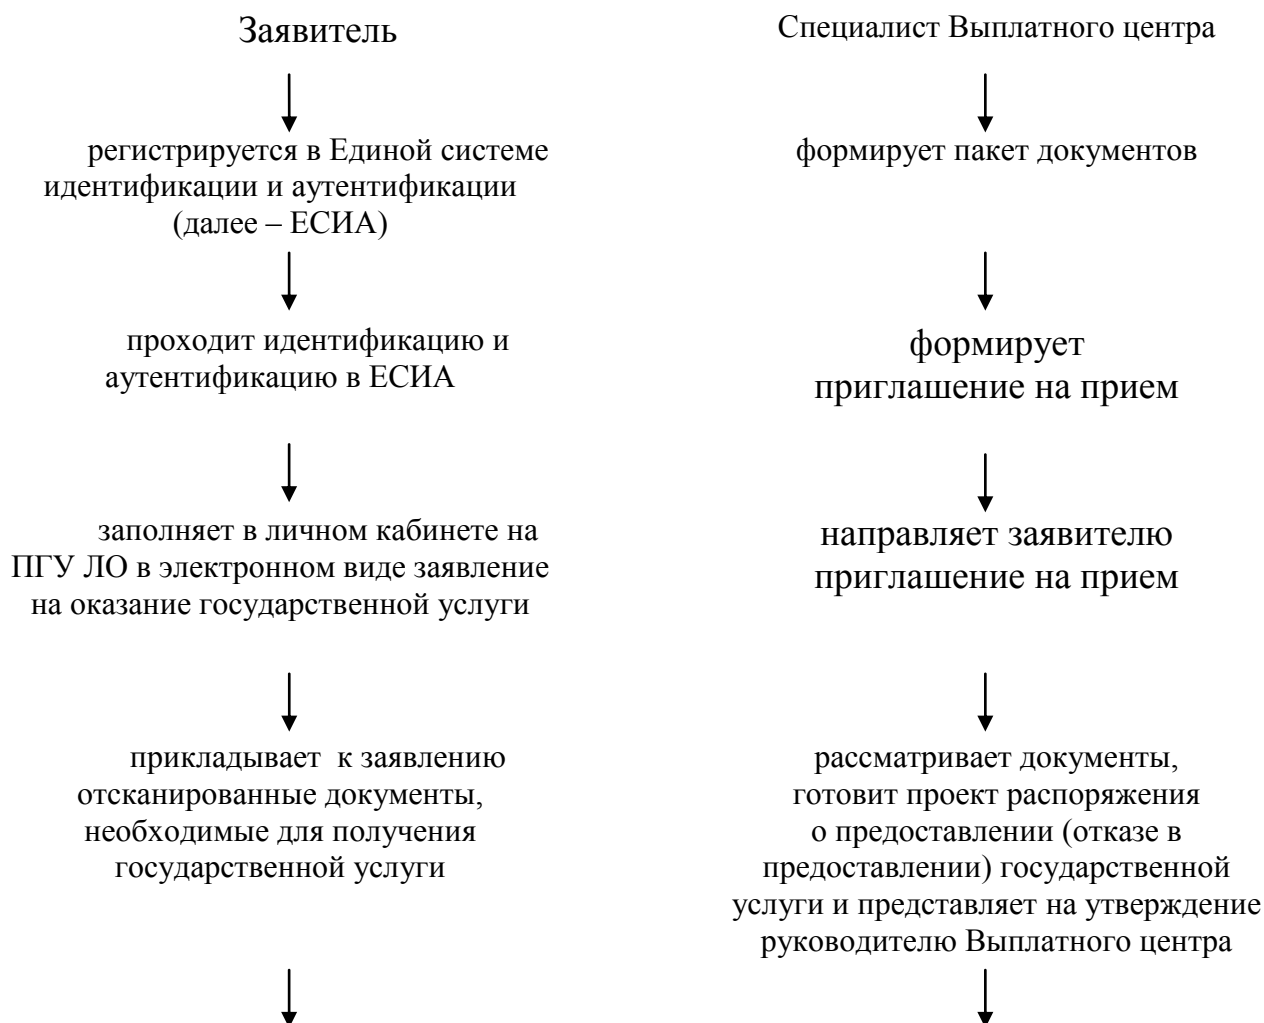 Заявитель
регистрируется в Единой системе
идентификации и аутентификации
(далее – ЕСИА)
проходит идентификацию и
аутентификацию в ЕСИА
заполняет в личном кабинете на
ПГУ ЛО в электронном виде заявление
на оказание государственной услуги
прикладывает к заявлению
отсканированные документы,
необходимые для получения
государственной услуги
Специалист Выплатного центра
формирует пакет документов
формирует
приглашение на прием
направляет заявителю
приглашение на прием
рассматривает документы,
готовит проект распоряжения
о предоставлении (отказе в
предоставлении) государственной
услуги и представляет на утверждение
руководителю Выплатного центра